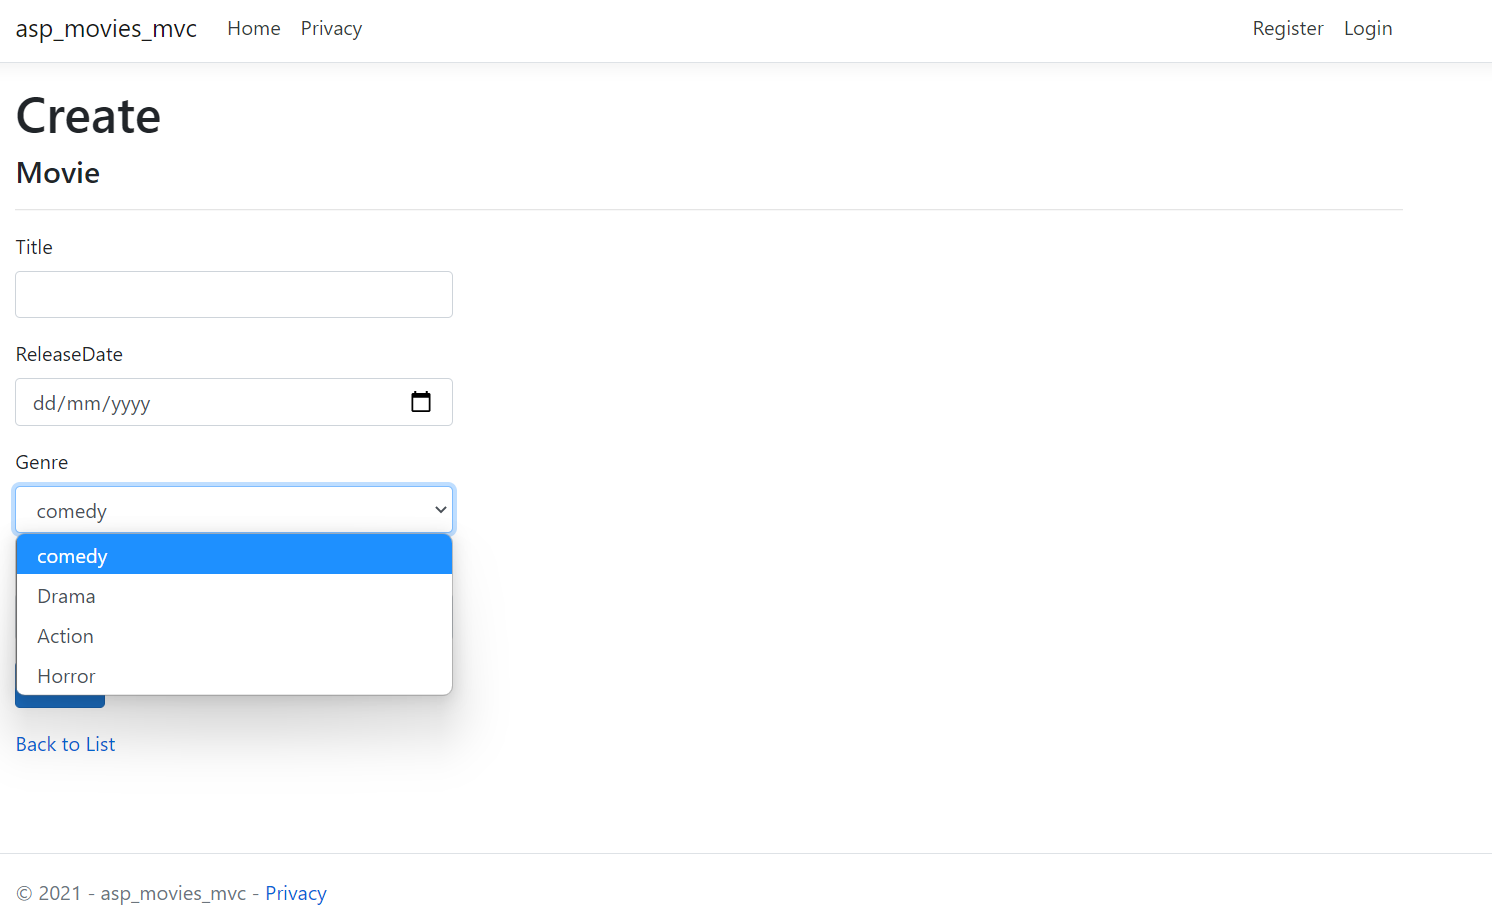 asp_movies_mvc Home Privacy Register Login
Create
Movie
Title
ReleaseDate
dd/mm/yyyy
Genre
comedy
comedy
Drama
Action
Horror
Back to List
© 2021 - asp_movies_mvc - Privacy